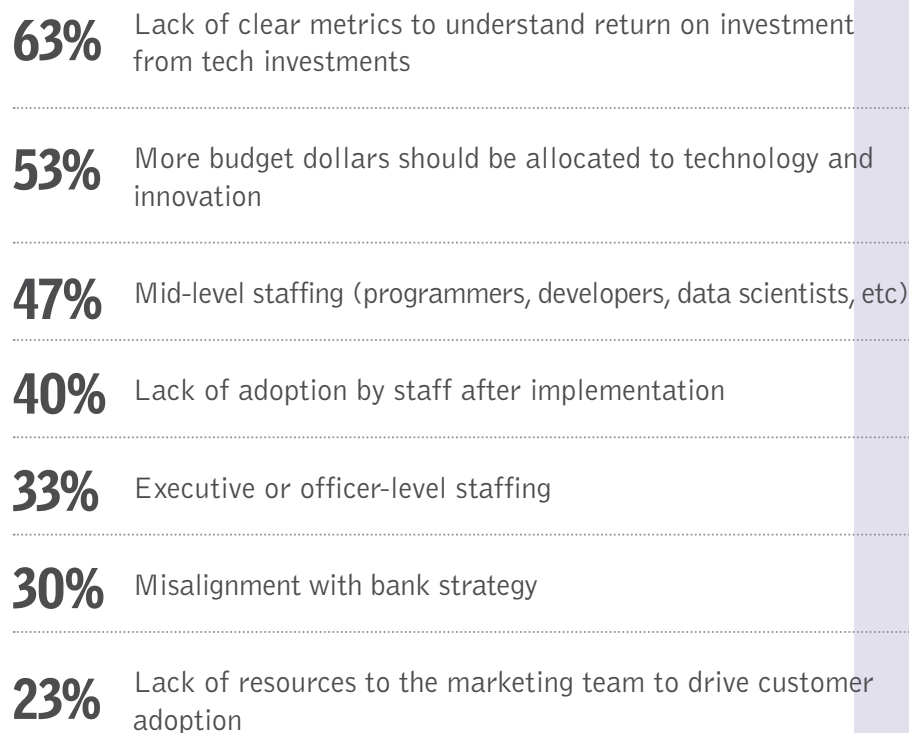 63% Lack of clear metrics to understand return on investment
from tech investments
53% More budget dollars should be allocated to technology and
innovation
47% Mid-level staffing (programmers, developers, data scientists, etc)
40% Lack of adoption by staff after implementation
33% Executive or officer-level staffing
30% Misalignment with bank strategy
23% Lack of resources to the marketing team to drive customer
adoption